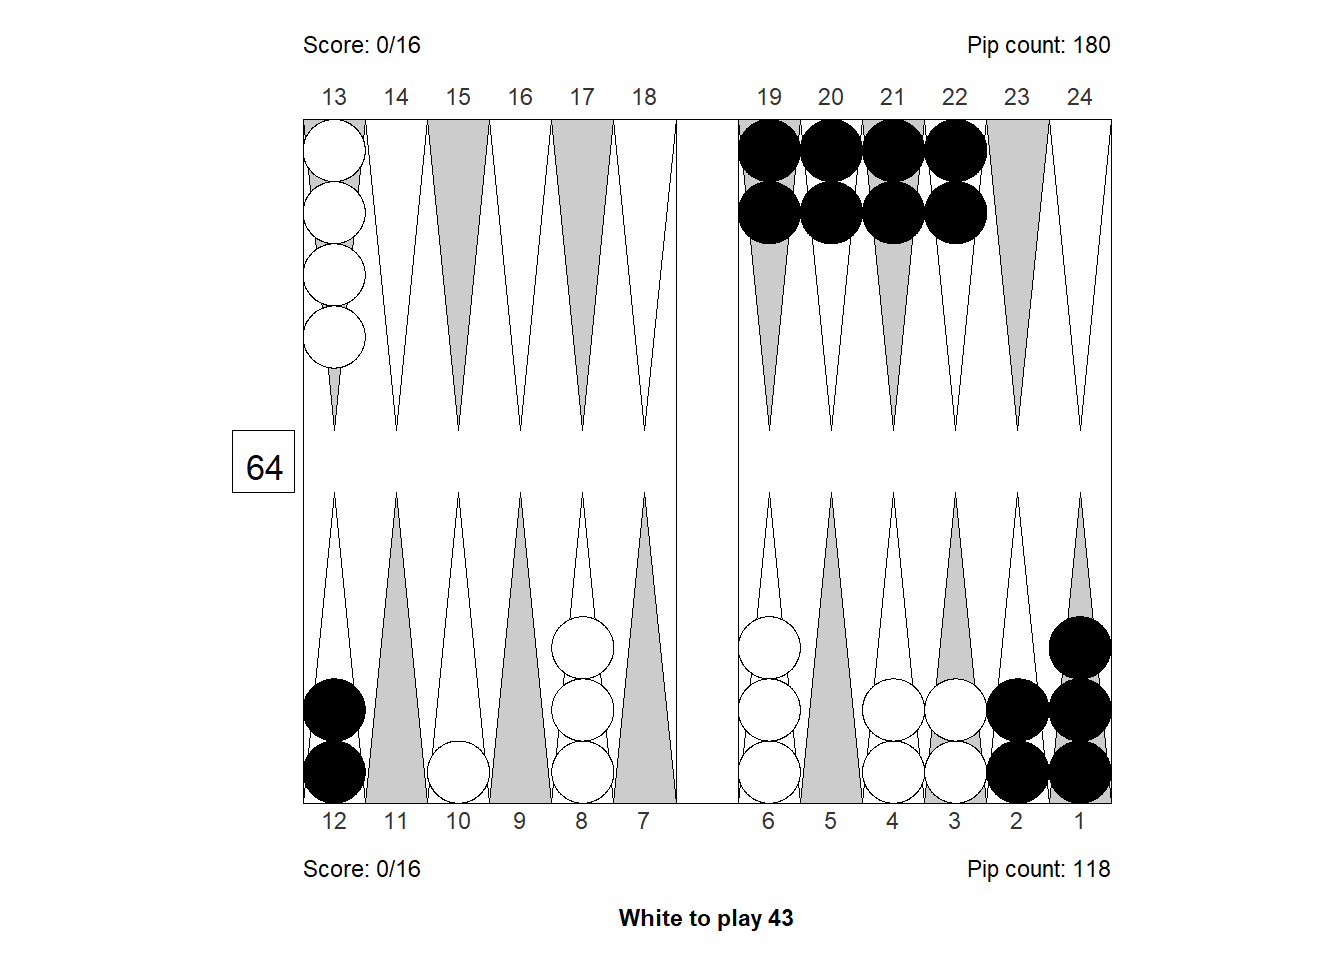 Score: 0/16 Pip count: 180
13 14 15 16 17 18 19 20 21 22 23 24
64
12 11 10 9 8 7 6 5 4 3 2 1
Score: 0/16 Pip count: 118
White to play 43